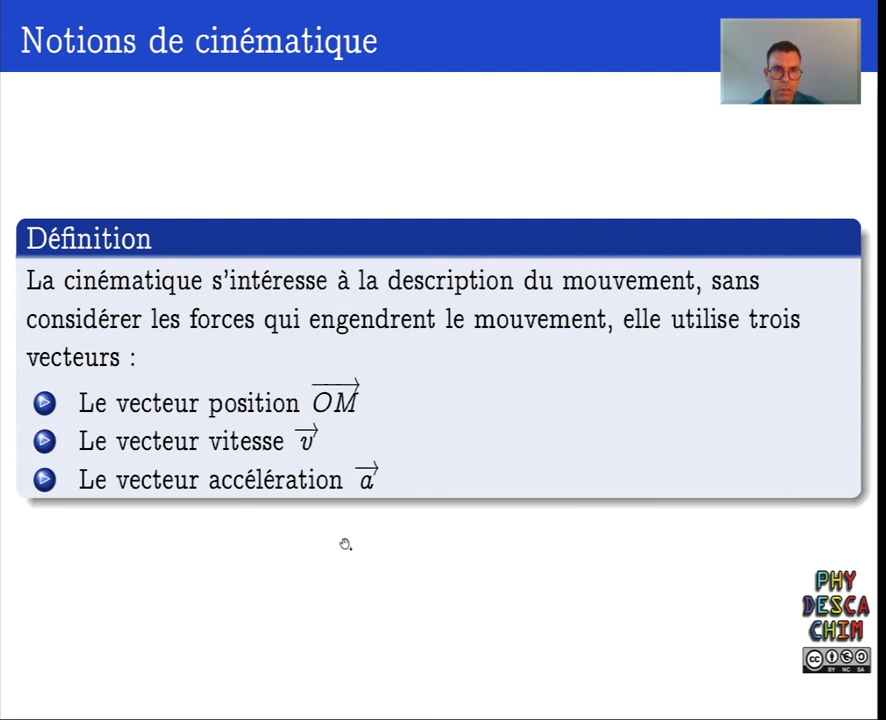 Notions de cinématique
Définition
La cinématique s'intéresse à la description du mouvement, sans
considérer les forces qui engendrent le mouvement, elle utilise trois
vecteurs :
Le vecteur position OM
Le vecteur vitesse v
Le vecteur accélération a
PHY
DESCA
CHIM
cc
BY NC SA